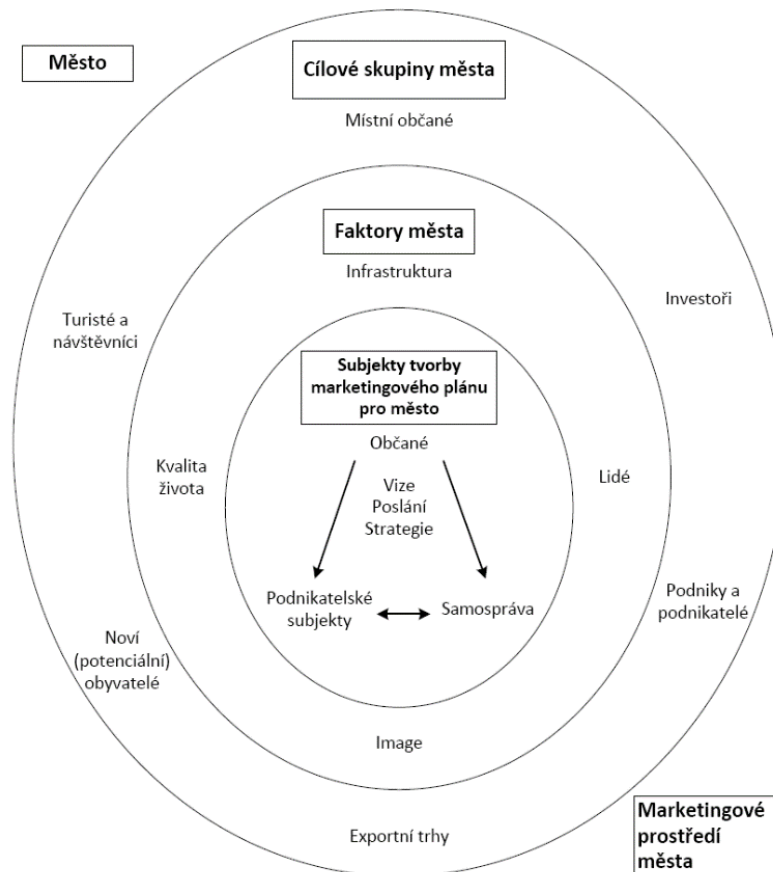 Město
Cílové skupiny města
Místní občané
Faktory města
Infrastruktura
Investoři
Turisté a
návštěvníci
Subjekty tvorby
marketingového plánu
pro město
Občané
Kvalita
života
Vize
Poslání
Strategie
Lidé
Podnikatelské
subjekty
Samospráva
Podniky a
podnikatelé
Noví
(potenciální)
obyvatelé
Image
Exportní trhy
Marketingové
prostředí
města